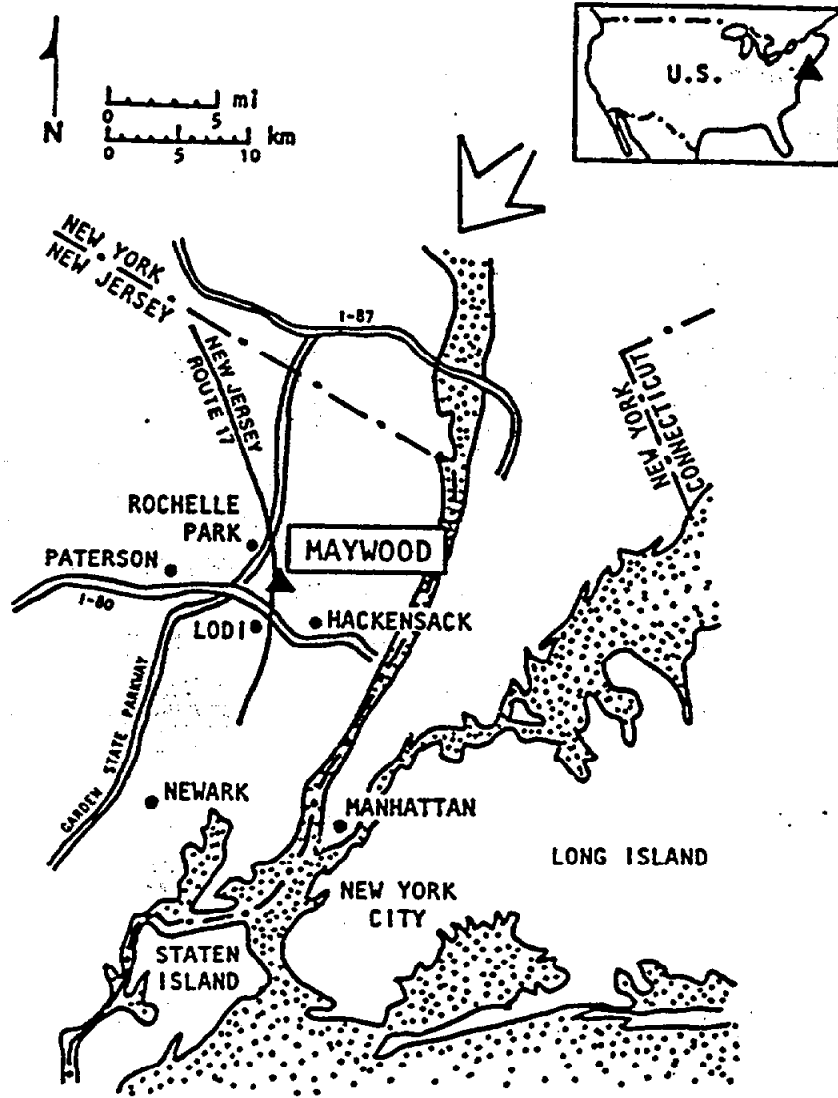 U.S.
mi
0 5
N
km
0 5 10
NEW YORK
NEW JERSEY
I-87
NEW JERSEY
ROUTE 17
NEW YORK
CONNECTICUT
ROCHELLE
PARK
MAYWOOD
PATERSON
I-80
HACKENSACK
LODI
GARDEN STATE PARKWAY
NEWARK
MANHATTAN
LONG ISLAND
NEW YORK
CITY
STATEN
ISLAND